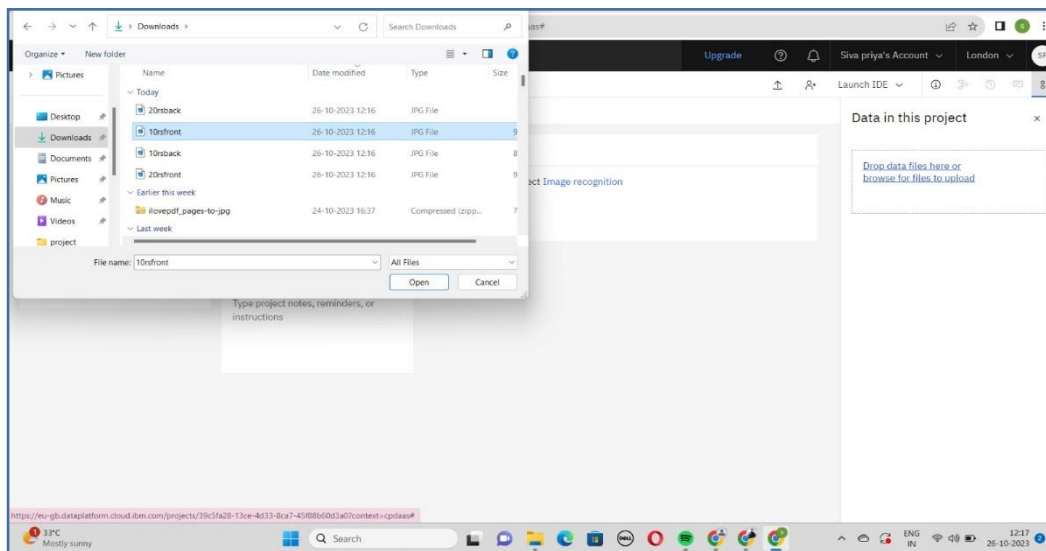 Downloads
Search Downloads
aas#
Organize
New folder
Upgrade
Siva priya's Account
London
Pictures
Name
Date modified
Type
Size
Launch IDE
Today
Desktop
20rsback
26-10-2023 12:16
JPG File
Data in this project
×
Downloads
10rsfront
26-10-2023 12:16
JPG File
9
Documents
10rsback
26-10-2023 12:16
JPG File
8
Pictures
20rsfront
26-10-2023 12:16
JPG File
9
Drop data files here or
browse for files to upload
Music
Earlier this week
ect Image recognition
Videos
ilovepdf_pages-to-jpg
24-10-2023 16:37
Compressed (zipp...
7
project
Last week
File name: 10rsfront
All Files
Open
Cancel
Type project notes, reminders, or
instructions
https://eu-gb.dataplatform.cloud.ibm.com/projects/39c5fa28-13ce-4d33-8ca7-45f88b60d3a0?context=cpdaas#
33°C
Mostly sunny
Search
ENG
IN
12:17
26-10-2023